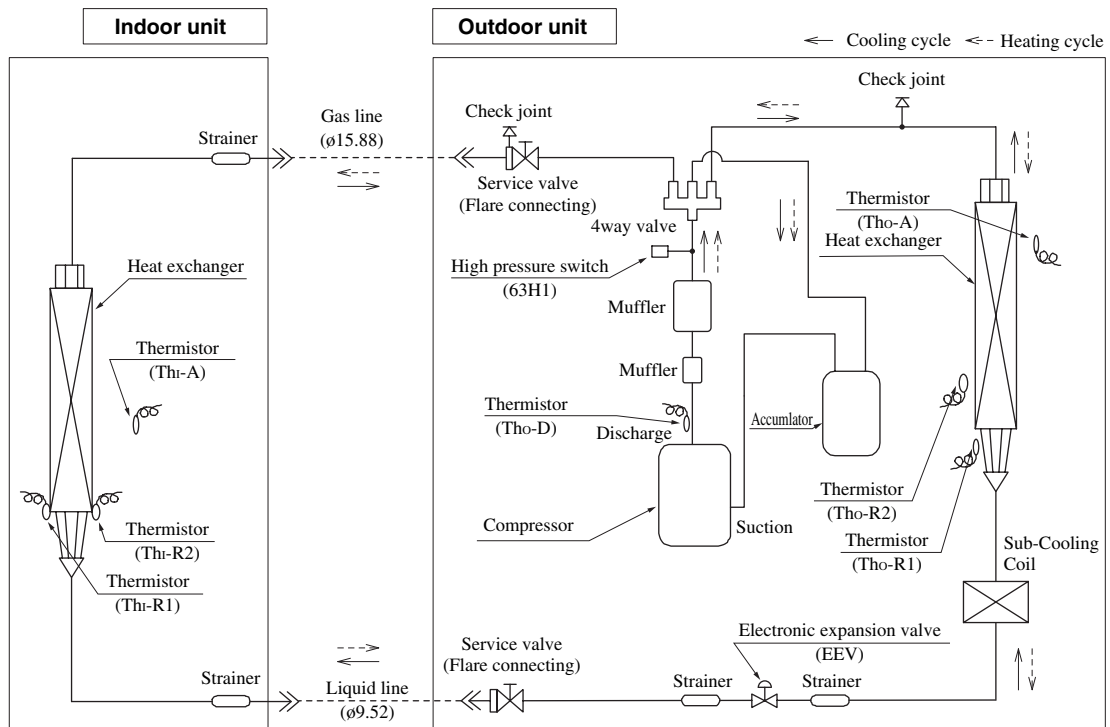 Indoor unit
Outdoor unit
Cooling cycle
Heating cycle
Check joint
Check joint
Gas line
(ø15.88)
Strainer
Service valve
(Flare connecting)
4way valve
Thermistor
(Tho-A)
Heat exchanger
Heat exchanger
High pressure switch
(63H1)
Muffler
Thermistor
(ThI-A)
Muffler
Thermistor
(Tho-D)
Discharge
Accumlator
Thermistor
(Tho-R2)
Compressor
Suction
Thermistor
(ThI-R2)
Thermistor
(Tho-R1)
Sub-Cooling
Coil
Thermistor
(ThI-R1)
Service valve
(Flare connecting)
Electronic expansion valve
(EEV)
Strainer
Liquid line
(ø9.52)
Strainer
Strainer